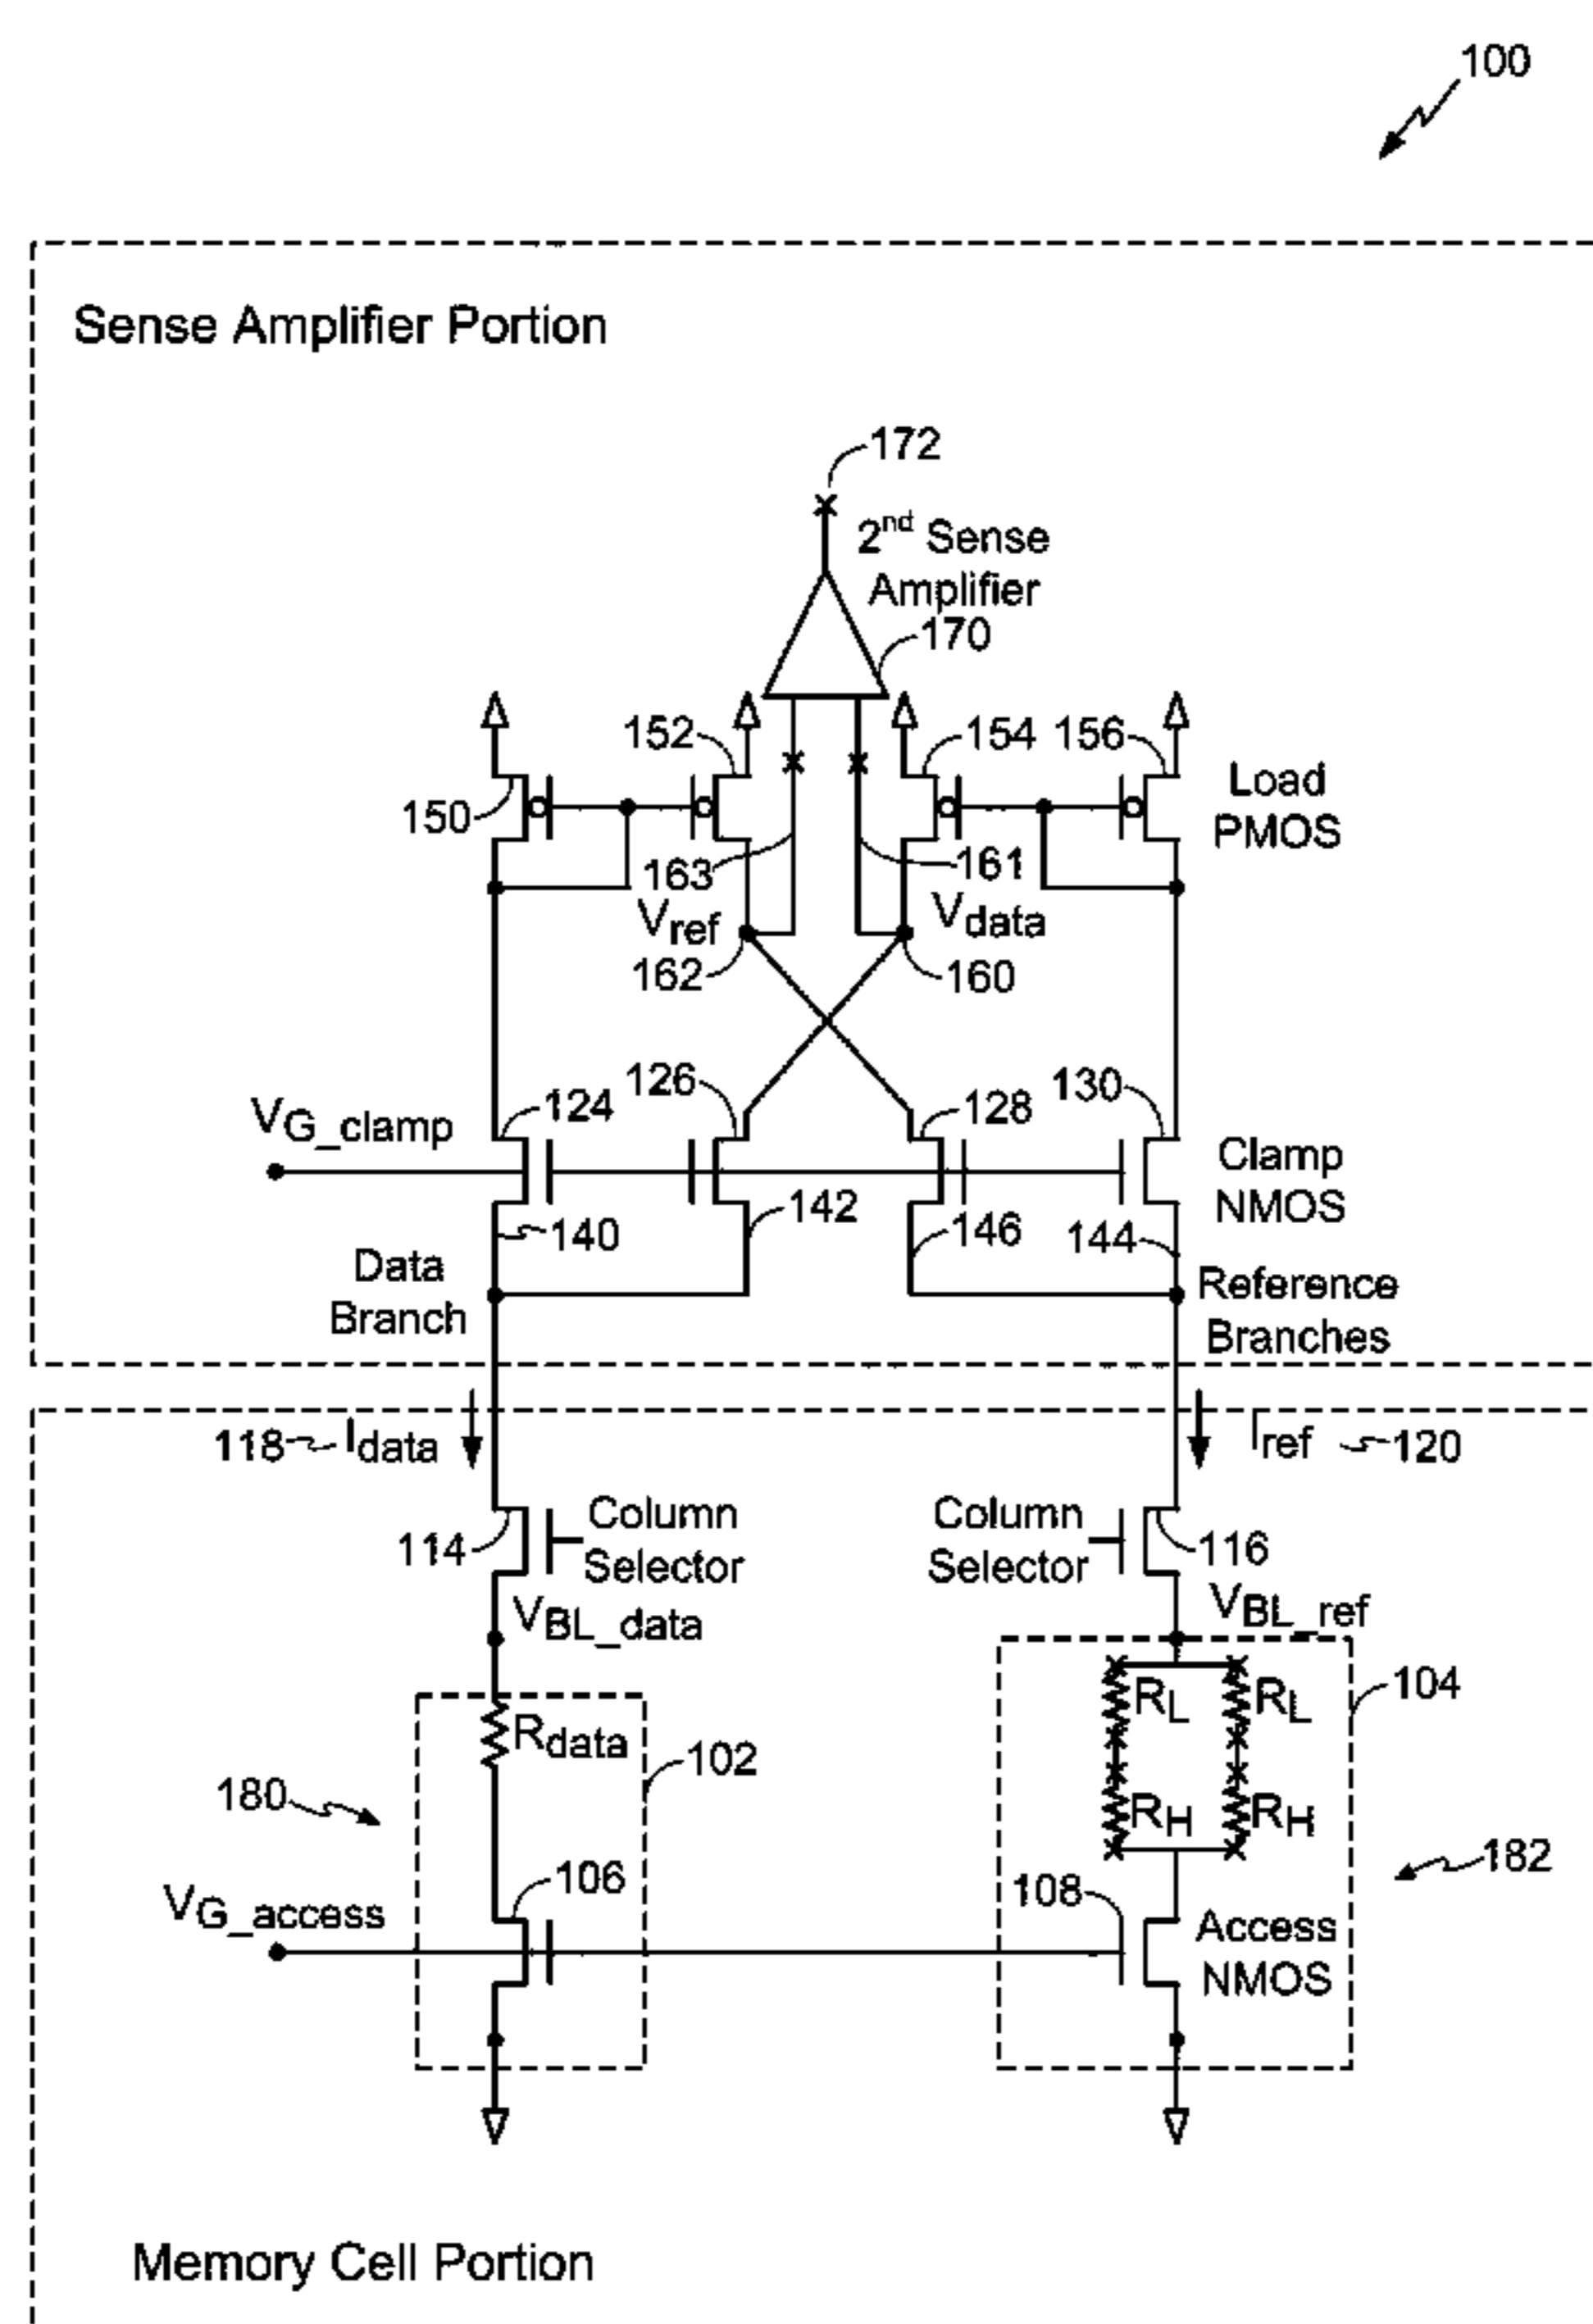 100
Sense Amplifier Portion
172
2nd Sense
Amplifier
170
152
154
156
150
Load
PMOS
163
161
Vref
Vdata
162
160
126
130
VG_clamp
124
128
Clamp
NMOS
140
142
146
144
Data
Branch
Reference
Branches
118
Idata
Iref
120
114
Column
Selector
Column
Selector
116
VBL_data
VBL_ref
RL
RL
104
Rdata
102
180
RH
RH
182
106
108
VG_access
Access
NMOS
Memory Cell Portion